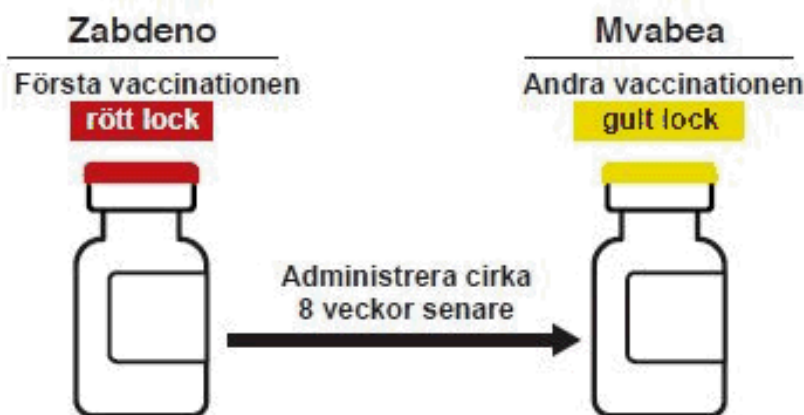 Zabdeno
Första vaccinationen
rött lock
Mvabea
Andra vaccinationen
gult lock
Administrera cirka
8 veckor senare